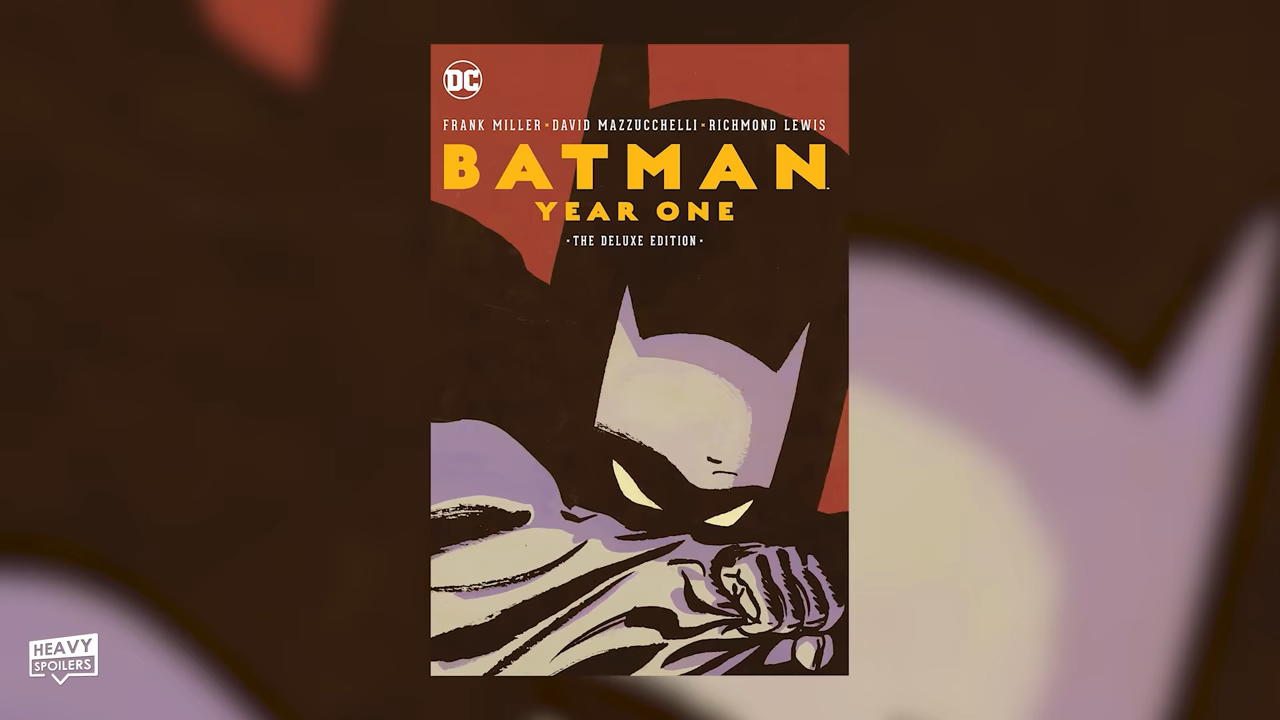 DC
FRANK MILLER • DAVID MAZZUCCHELLI • RICHMOND LEWIS
BATMAN
YEAR ONE
• THE DELUXE EDITION •
HEAVY
SPOILERS